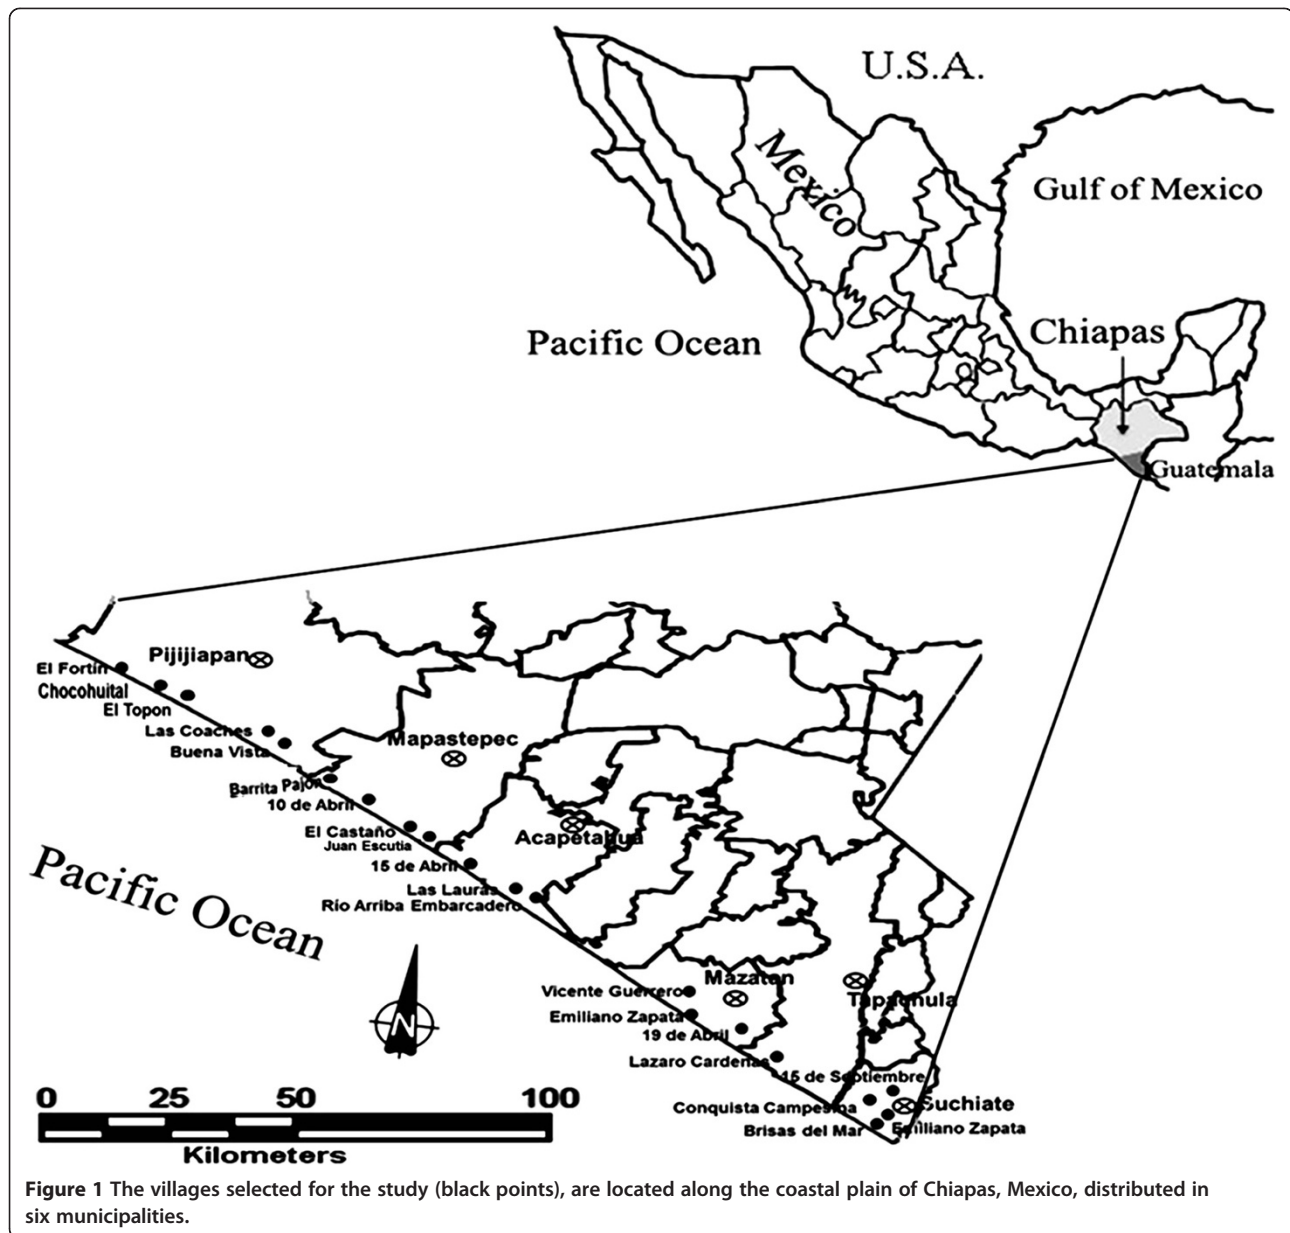 U.S.A.
Mexico
Gulf of Mexico
Pacific Ocean
Chiapas
Guatemala
Pijijiapan
El Fortín
Chocohuital
El Topon
Las Coaches
Buena Vista
Mapastepec
Barrita Pajon
10 de Abril
El Castaño
Juan Escutia
Acapetahua
15 de Abril
Las Lauras
Río Arriba Embarcadero
Pacific Ocean
N
Mazatan
Tapachula
Vicente Guerrero
Emiliano Zapata
19 de Abril
Lazaro Cardenas
15 de Septiembre
Suchiate
Conquista Campesina
Brisas del Mar
Emiliano Zapata
0 25 50 100
Kilometers
Figure 1 The villages selected for the study (black points), are located along the coastal plain of Chiapas, Mexico, distributed in
six municipalities.